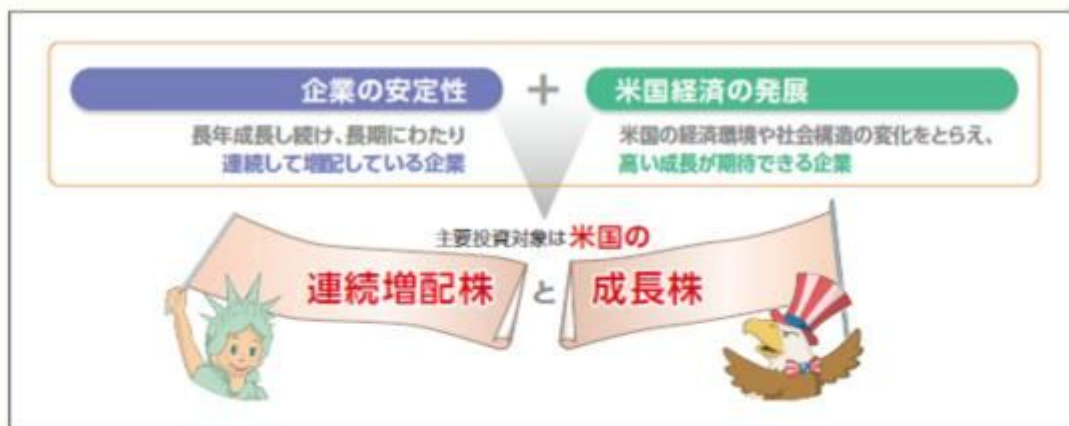 企業の安定性 + 米国経済の発展
長年成長し続け、長期にわたり
連続して増配している企業
米国の経済環境や社会構造の変化をとらえ、
高い成長が期待できる企業
主要投資対象は米国の
連続増配株 と 成長株